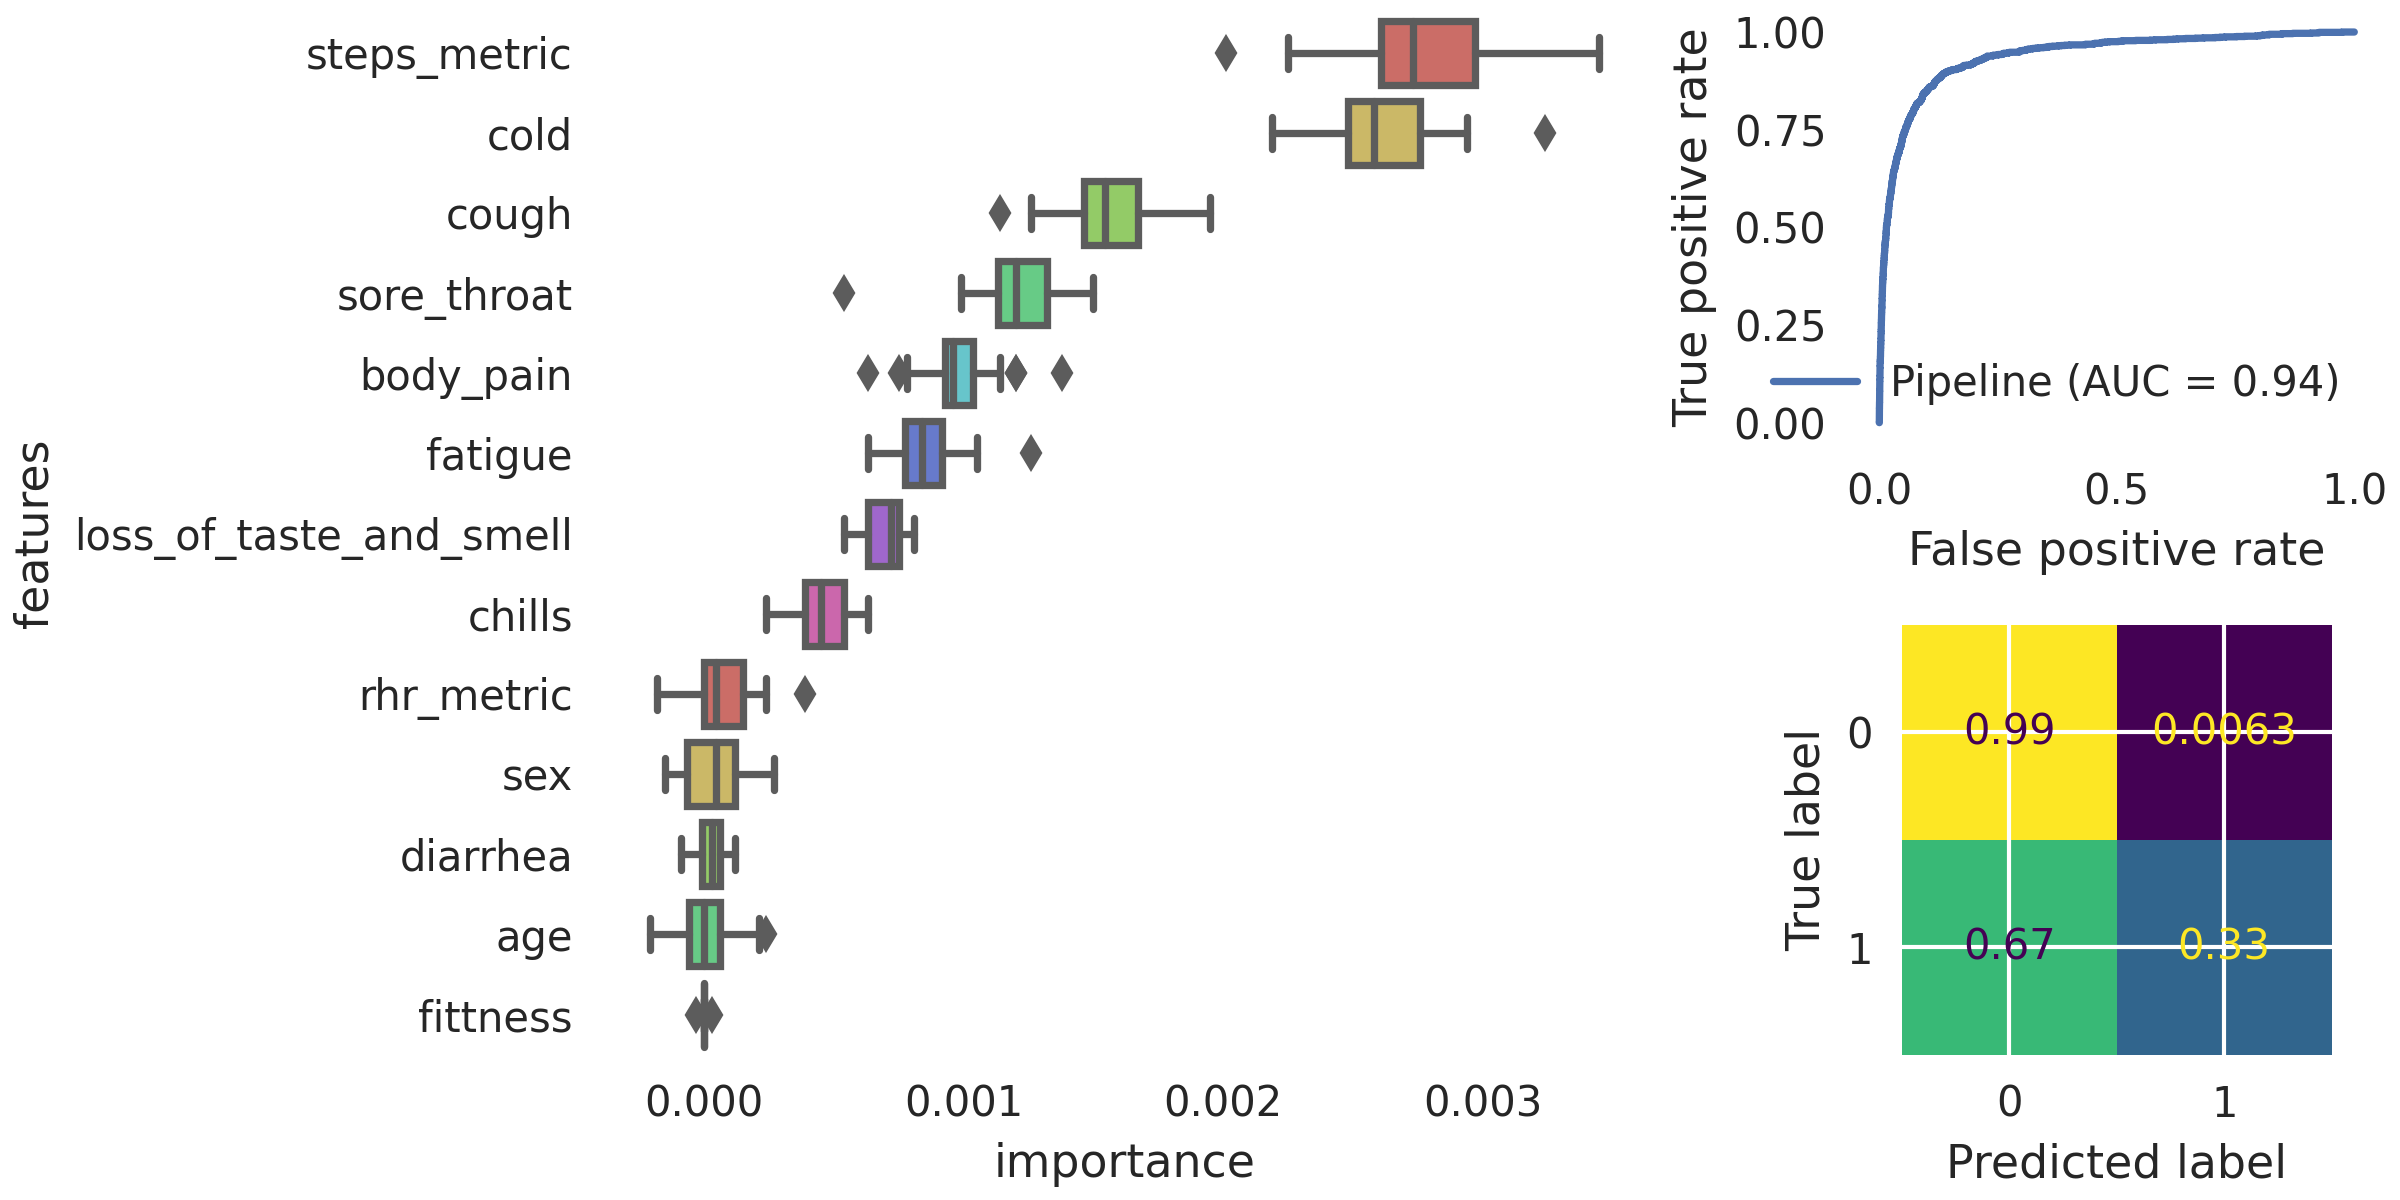 features
steps_metric
cold
cough
sore_throat
body_pain
fatigue
loss_of_taste_and_smell
chills
rhr_metric
sex
diarrhea
age
fittness
0.000 0.001 0.002 0.003
importance
True positive rate
1.00
0.75
0.50
0.25
0.00
Pipeline (AUC = 0.94)
0.0 0.5 1.0
False positive rate
True label
0
1
0.99 0.0063
0.67 0.33
0 1
Predicted label